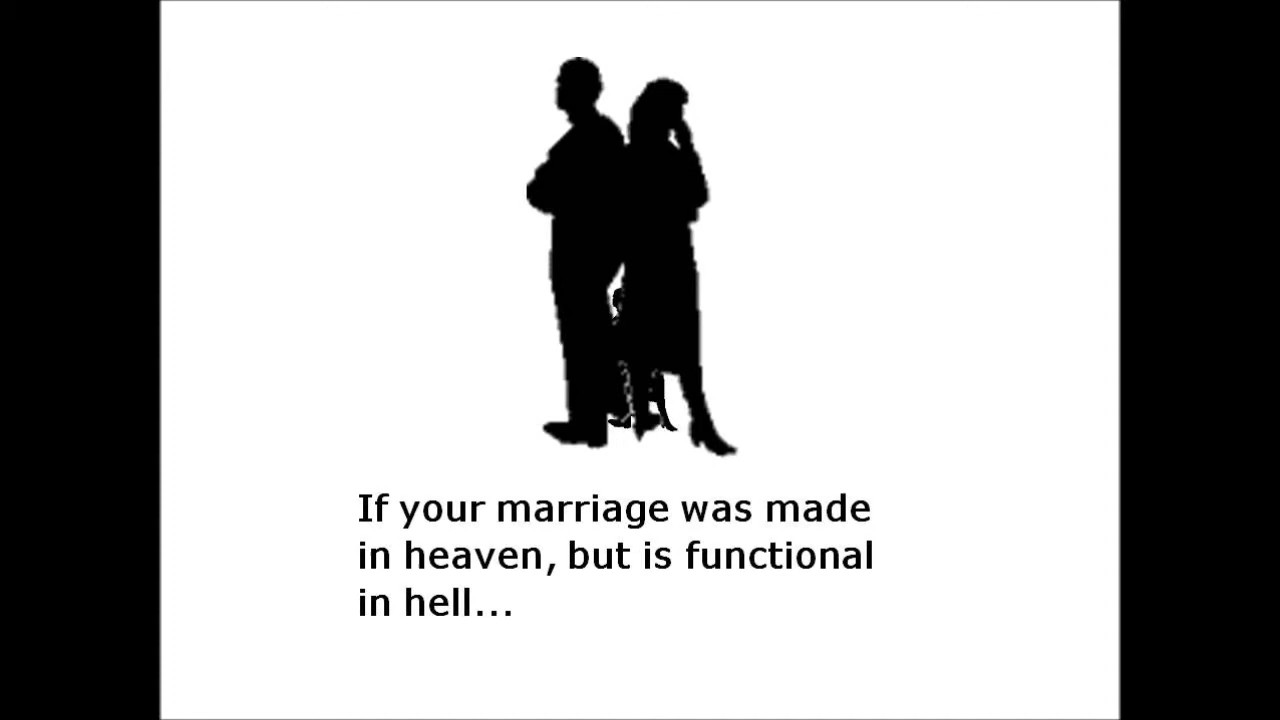 If your marriage was made
in heaven, but is functional
in hell...